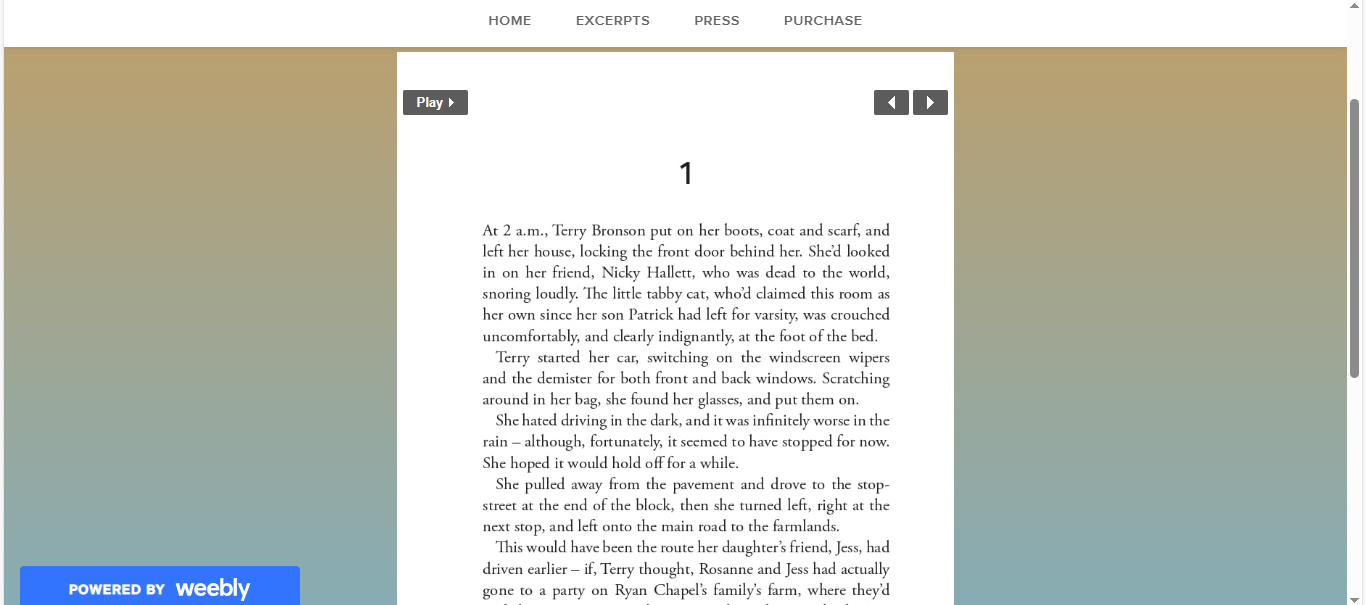 HOME EXCERPTS PRESS PURCHASE
Play
1
At 2 a.m., Terry Bronson put on her boots, coat and scarf, and
left her house, locking the front door behind her. She’d looked
in on her friend, Nicky Hallett, who was dead to the world,
snoring loudly. The little tabby cat, who’d claimed this room as
her own since her son Patrick had left for varsity, was crouched
uncomfortably, and clearly indignantly, at the foot of the bed.
Terry started her car, switching on the windscreen wipers
and the demister for both front and back windows. Scratching
around in her bag, she found her glasses, and put them on.
She hated driving in the dark, and it was infinitely worse in the
rain – although, fortunately, it seemed to have stopped for now.
She hoped it would hold off for a while.
She pulled away from the pavement and drove to the stop-
street at the end of the block, then she turned left, right at the
next stop, and left onto the main road to the farmlands.
This would have been the route her daughter’s friend, Jess, had
driven earlier – if, Terry thought, Rosanne and Jess had actually
gone to a party on Ryan Chapel’s family’s farm, where they’d
POWERED BY weebly